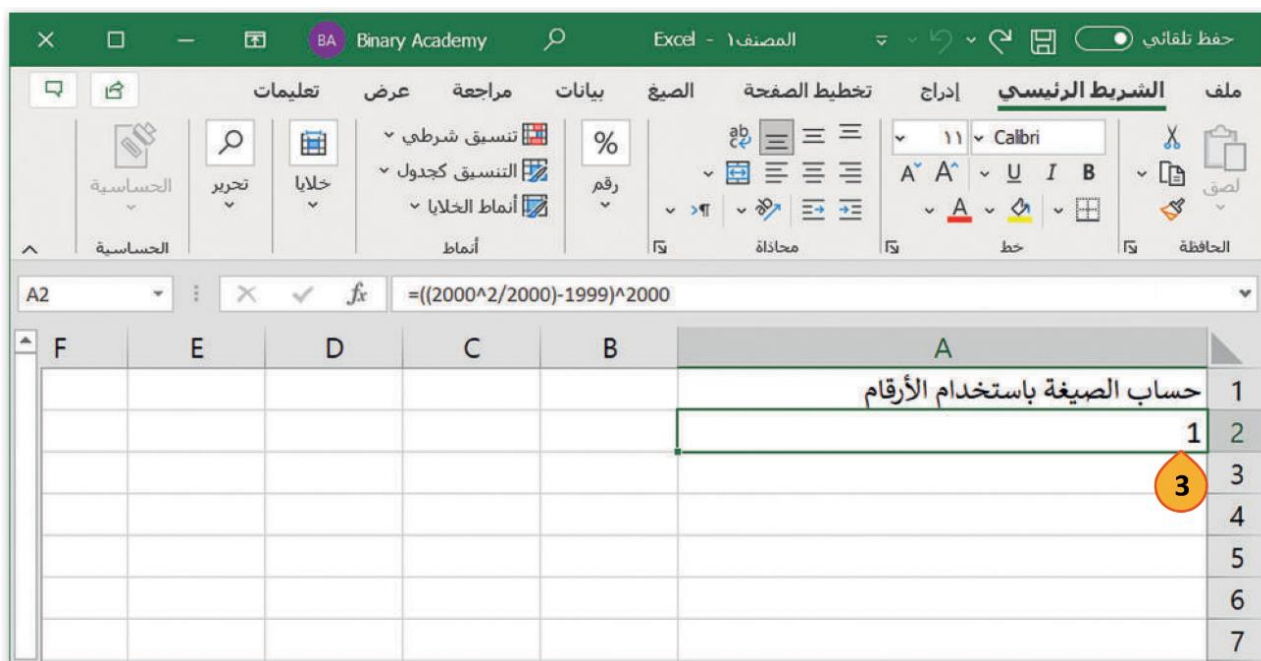 حفظ تلقائي المصنف١ - Excel Binary Academy BA
ملف الشريط الرئيسي إدراج تخطيط الصفحة الصيغ بيانات مراجعة عرض تعليمات
لصق
الحافظة
Calibri ١١
B I U A^ A˅
A
خط
ab
محاذاة
%
رقم
تنسيق شرطي
التنسيق كجدول
أنماط الخلايا
أنماط
خلايا
تحرير
الحساسية
الحساسية
A2 fx =((2000^2/2000)-1999)^2000
F E D C B A
1 حساب الصيغة باستخدام الأرقام
2 1
3 3
4
5
6
7